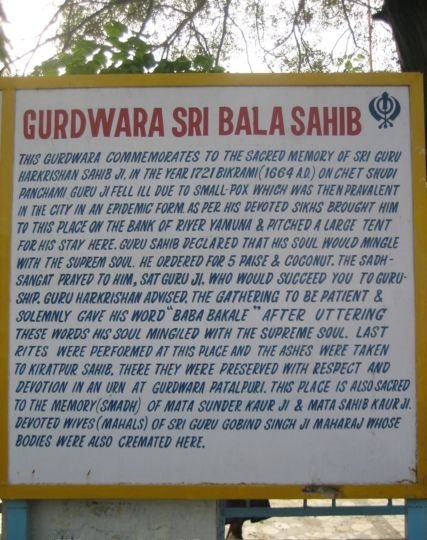 GURDWARA SRI BALA SAHIB
THIS GURDWARA COMMEMORATES TO THE SACRED MEMORY OF SRI GURU
HARKRISHAN SAHIB JI. IN THE YEAR 1721 BIKRAMI (1664 A.D.) ON CHET SHUDI
PANCHAMI GURU JI FELL ILL DUE TO SMALL-POX WHICH WAS THEN PRAVALENT
IN THE CITY IN AN EPIDEMIC FORM. AS PER HIS DEVOTED SIKHS BROUGHT HIM
TO THIS PLACE ON THE BANK OF RIVER YAMUNA & PITCHED A LARGE TENT
FOR HIS STAY HERE. GURU SAHIB DECLARED THAT HIS SOUL WOULD MINGLE
WITH THE SUPREM SOUL. HE ORDERED FOR 5 PAISE & COCONUT. THE SADH-
SANGAT PRAYED TO HIM, SAT GURU JI. WHO WOULD SUCCEED YOU TO GURU-
SHIP. GURU HARKRISHAN ADVISED, THE GATHERING TO BE PATIENT &
SOLEMNLY GAVE HIS WORD "BABA BAKALE" AFTER UTTERING
THESE WORDS HIS SOUL MINGILED WITH THE SUPREME SOUL. LAST
RITES WERE PERFORMED AT THIS PLACE AND THE ASHES WERE TAKEN
TO KIRATPUR SAHIB, THERE THEY WERE PRESERVED WITH RESPECT AND
DEVOTION IN AN URN AT GURDWARA PATALPURI. THIS PLACE IS ALSO SACRED
TO THE MEMORY (SMADH) OF MATA SUNDER KAUR JI & MATA SAHIB KAUR JI.
DEVOTED WIVES (MAHALS) OF SRI GURU GOBIND SINGH JI MAHARAJ WHOSE
BODIES WERE ALSO CREMATED HERE.